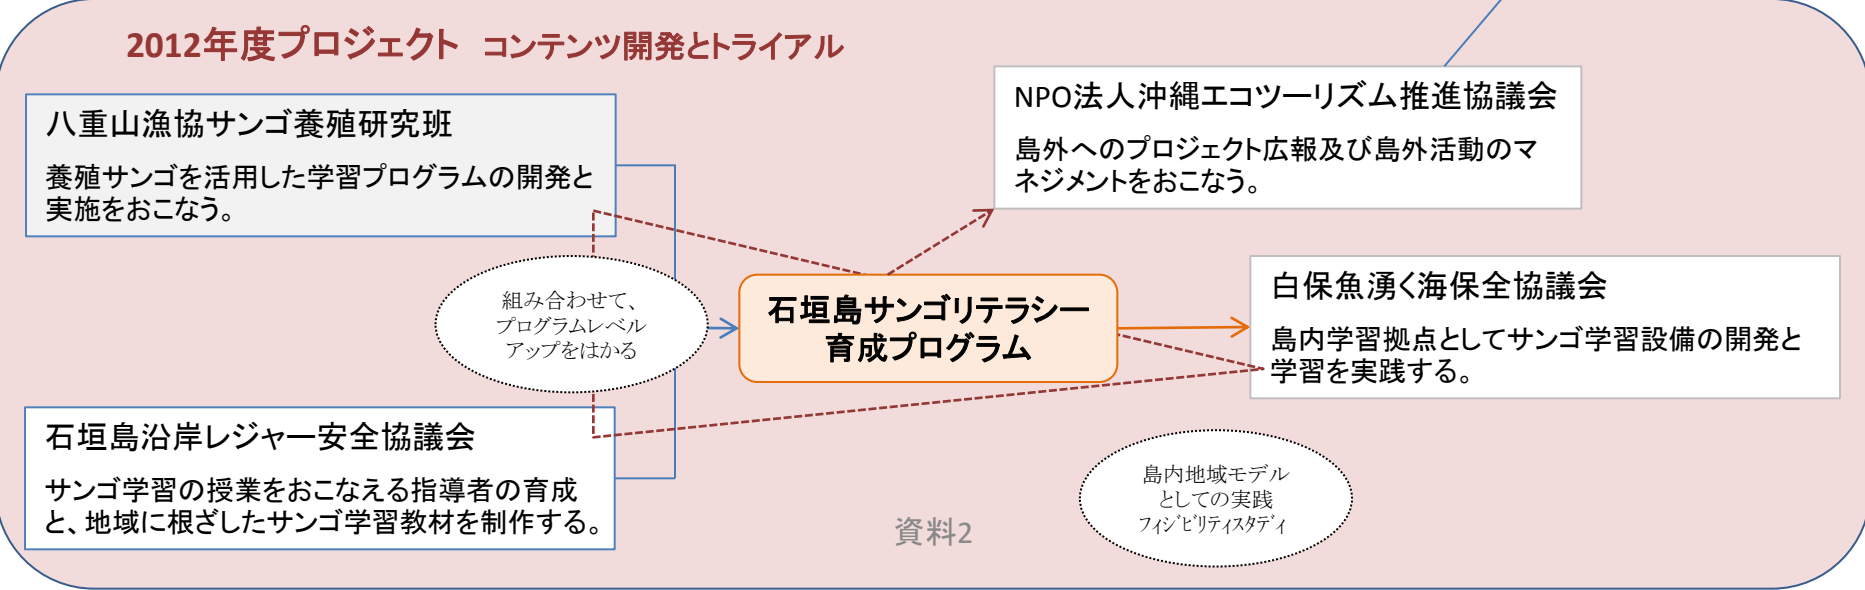 2012年度プロジェクト コンテンツ開発とトライアル
八重山漁協サンゴ養殖研究班
養殖サンゴを活用した学習プログラムの開発と
実施をおこなう。
NPO法人沖縄エコツーリズム推進協議会
島外へのプロジェクト広報及び島外活動のマ
ネジメントをおこなう。
組み合わせて、
プログラムレベル
アップをはかる
石垣島サンゴリテラシー
育成プログラム
白保魚湧く海保全協議会
島内学習拠点としてサンゴ学習設備の開発と
学習を実践する。
石垣島沿岸レジャー安全協議会
サンゴ学習の授業をおこなえる指導者の育成
と、地域に根ざしたサンゴ学習教材を制作する。
島内地域モデル
としての実践
ﾌｨｼﾞﾋﾞﾘﾃｨｽﾀﾃﾞｨ
資料2